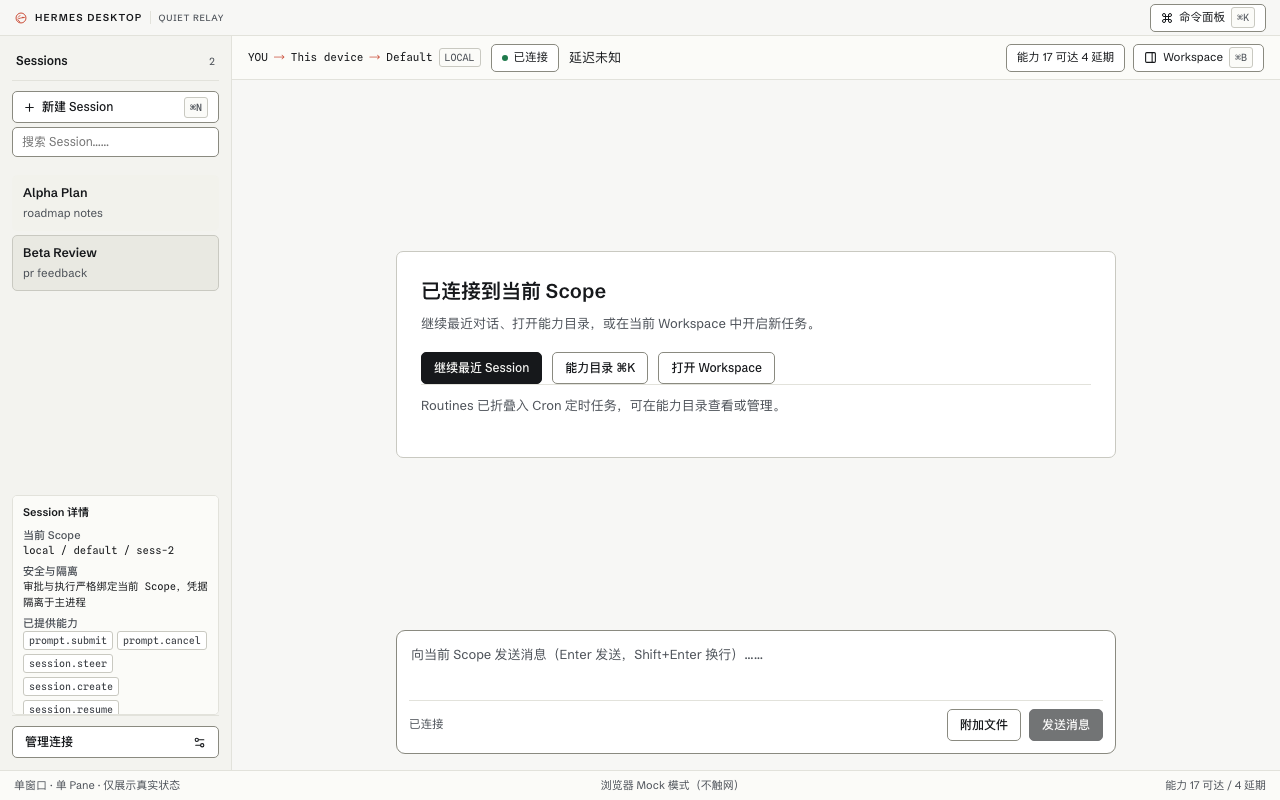 HERMES DESKTOP QUIET RELAY
⌘ 命令面板 ⌘K
Sessions 2
YOU → This device → Default LOCAL 已连接 延迟未知
能力 17 可达 4 延期 Workspace ⌘B
+ 新建 Session ⌘N
搜索 Session……
Alpha Plan
roadmap notes
Beta Review
pr feedback
已连接到当前 Scope
继续最近对话、打开能力目录，或在当前 Workspace 中开启新任务。
继续最近 Session 能力目录 ⌘K 打开 Workspace
Routines 已折叠入 Cron 定时任务，可在能力目录查看或管理。
Session 详情
当前 Scope
local / default / sess-2
安全与隔离
审批与执行严格绑定当前 Scope，凭据
隔离于主进程
已提供能力
prompt.submit prompt.cancel
session.steer
session.create
session.resume
管理连接
向当前 Scope 发送消息（Enter 发送，Shift+Enter 换行）……
已连接 附加文件 发送消息
单窗口 · 单 Pane · 仅展示真实状态
浏览器 Mock 模式（不触网）
能力 17 可达 / 4 延期